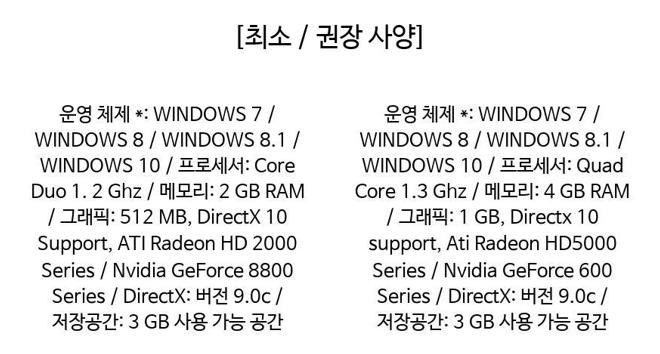 [최소 / 권장 사양]
운영 체제 *: WINDOWS 7 /
WINDOWS 8 / WINDOWS 8.1 /
WINDOWS 10 / 프로세서: Core
Duo 1. 2 Ghz / 메모리: 2 GB RAM
/ 그래픽: 512 MB, DirectX 10
Support, ATI Radeon HD 2000
Series / Nvidia GeForce 8800
Series / DirectX: 버전 9.0c /
저장공간: 3 GB 사용 가능 공간
운영 체제 *: WINDOWS 7 /
WINDOWS 8 / WINDOWS 8.1 /
WINDOWS 10 / 프로세서: Quad
Core 1.3 Ghz / 메모리: 4 GB RAM
/ 그래픽: 1 GB, Directx 10
support, Ati Radeon HD5000
Series / Nvidia GeForce 600
Series / DirectX: 버전 9.0c /
저장공간: 3 GB 사용 가능 공간